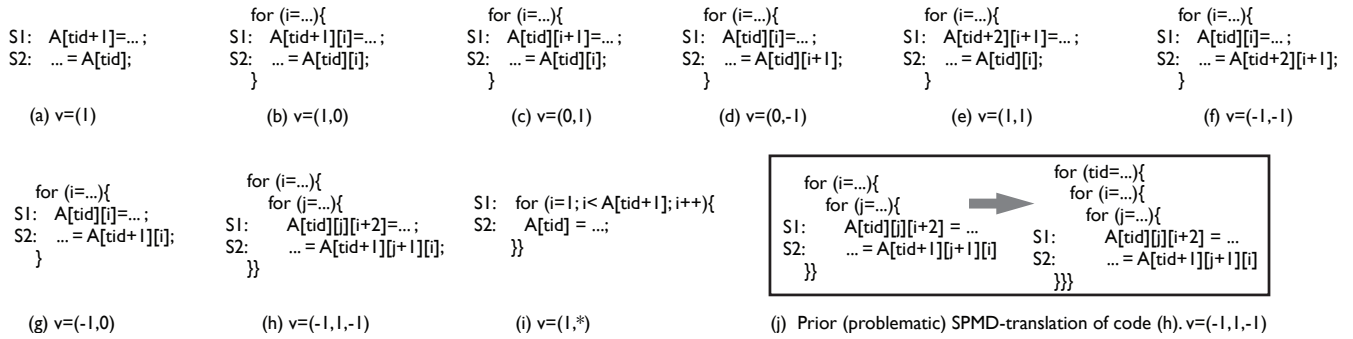 S1: A[tid+1]=... ;
S2: ... = A[tid];
(a) v=(1)
for (i=...){
S1: A[tid+1][i]=... ;
S2: ... = A[tid][i];
}
(b) v=(1,0)
for (i=...){
S1: A[tid][i+1]=... ;
S2: ... = A[tid][i];
}
(c) v=(0,1)
for (i=...){
S1: A[tid][i]=... ;
S2: ... = A[tid][i+1];
}
(d) v=(0,-1)
for (i=...){
S1: A[tid+2][i+1]=... ;
S2: ... = A[tid][i];
}
(e) v=(1,1)
for (i=...){
S1: A[tid][i]=... ;
S2: ... = A[tid+2][i+1];
}
(f) v=(-1,-1)
for (i=...){
S1: A[tid][i]=... ;
S2: ... = A[tid+1][i];
}
(g) v=(-1,0)
for (i=...){
for (j=...){
S1: A[tid][j][i+2]=... ;
S2: ... = A[tid+1][j+1][i];
}}
(h) v=(-1,1,-1)
S1: for (i=1; i< A[tid+1]; i++){
S2: A[tid] = ...;
}}
(i) v=(1,*)
for (i=...){
for (j=...){
S1: A[tid][j][i+2] = ...
S2: ... = A[tid+1][j+1][i]
}}
for (tid=...){
for (i=...){
for (j=...){
S1: A[tid][j][i+2] = ...
S2: ... = A[tid+1][j+1][i]
}}}
(j) Prior (problematic) SPMD-translation of code (h). v=(-1,1,-1)